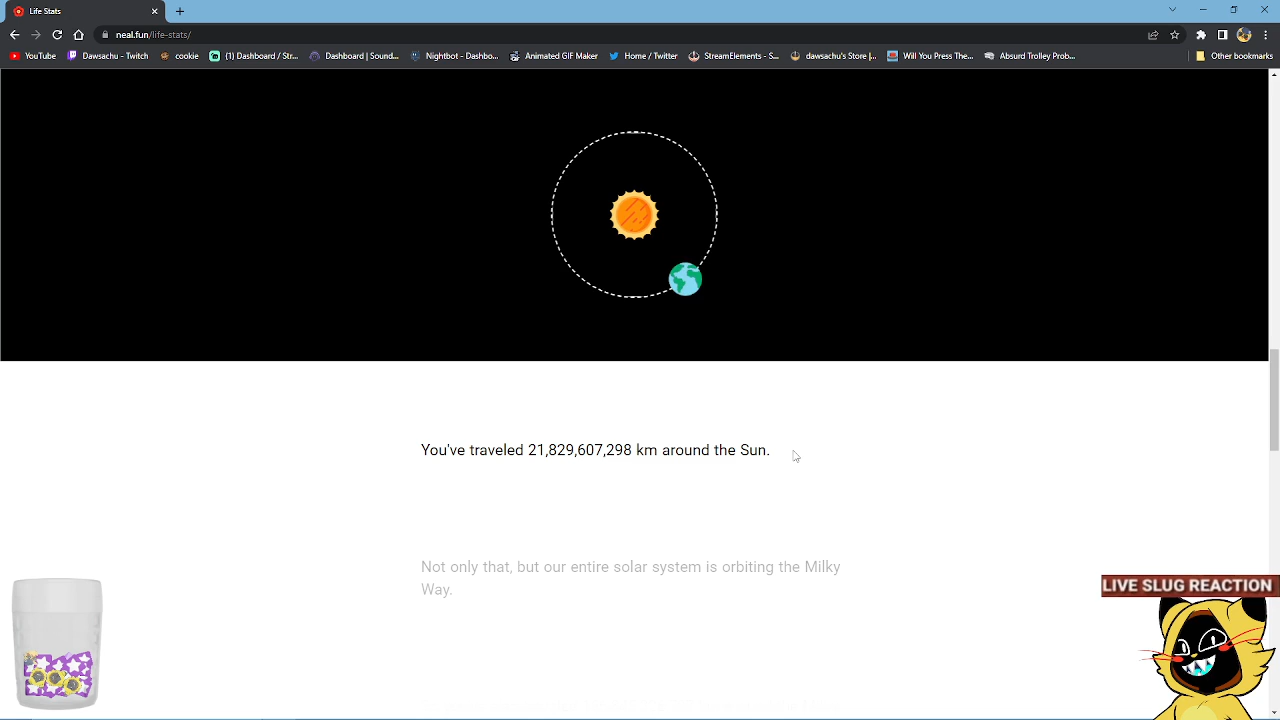 Life Stats
neal.fun/life-stats/
YouTube
Dawsachu - Twitch
cookie
(1) Dashboard / Str...
Dashboard | Sound...
Nightbot - Dashbo...
Animated GIF Maker
Home / Twitter
StreamElements - S...
dawsachu's Store |...
Will You Press The...
Absurd Trolley Prob...
Other bookmarks
You've traveled 21,829,607,298 km around the Sun.
Not only that, but our entire solar system is orbiting the Milky
Way.
LIVE SLUG REACTION